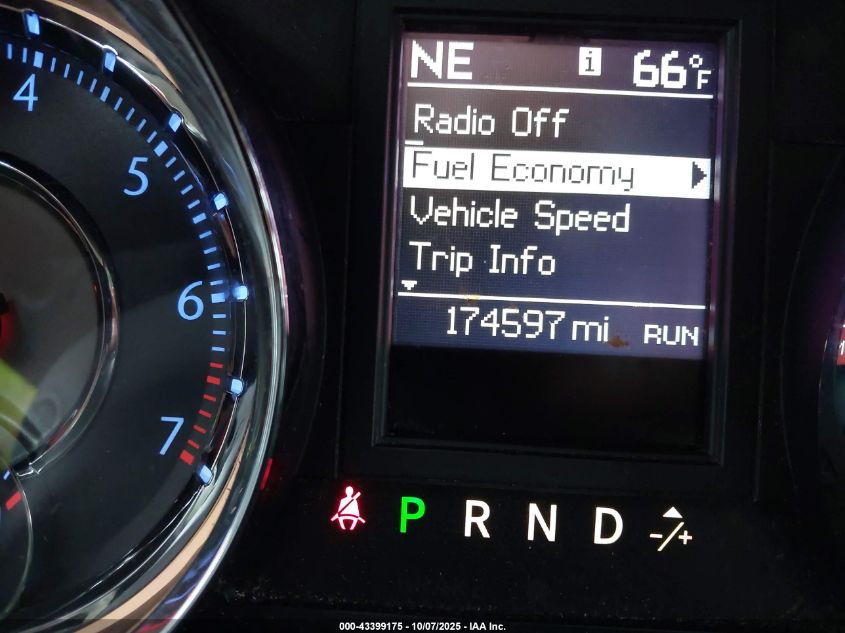 NE i 66°F
Radio Off
Fuel Economy
Vehicle Speed
Trip Info
174597 mi RUN
4
5
6
7
P R N D -/+
000-43399175 - 10/07/2025 - IAA Inc.